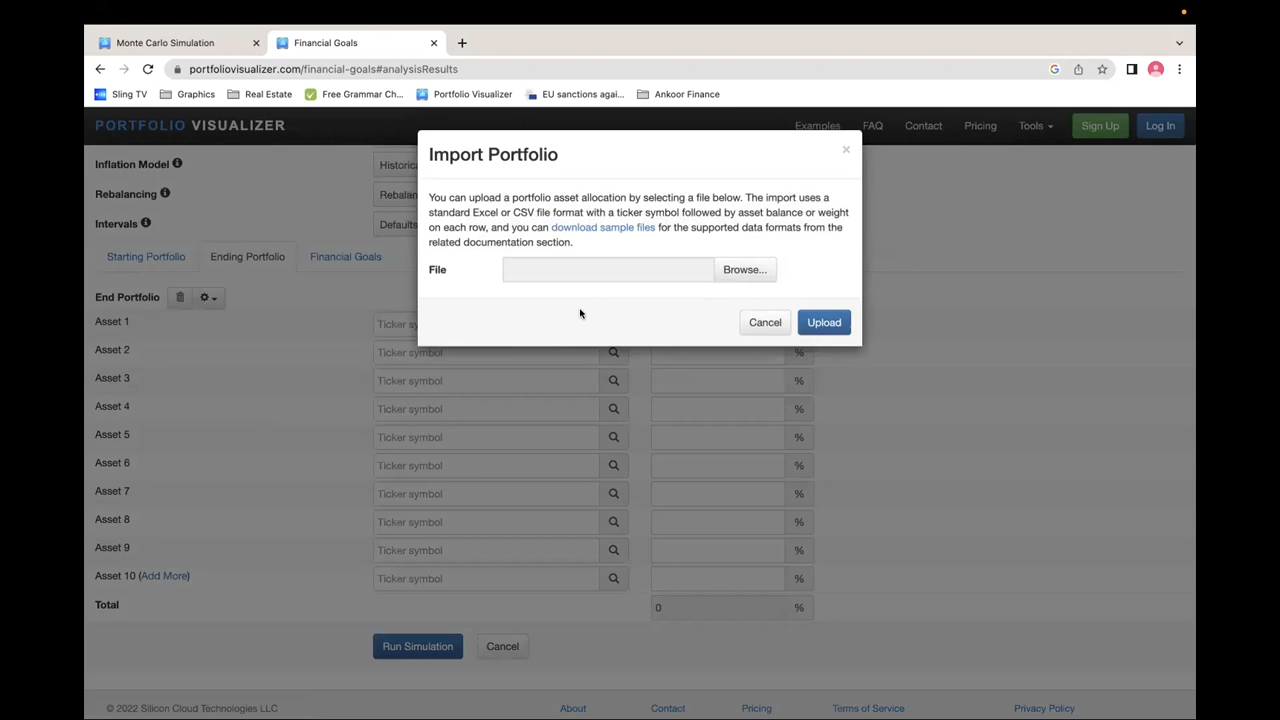 Monte Carlo Simulation
Financial Goals
portfoliovisualizer.com/financial-goals#analysisResults
Sling TV
Graphics
Real Estate
Free Grammar Ch...
Portfolio Visualizer
EU sanctions agai...
Ankoor Finance
PORTFOLIO VISUALIZER
Examples
FAQ
Contact
Pricing
Tools
Sign Up
Log In
Import Portfolio
You can upload a portfolio asset allocation by selecting a file below. The import uses a
standard Excel or CSV file format with a ticker symbol followed by asset balance or weight
on each row, and you can download sample files for the supported data formats from the
related documentation section.
File
Browse...
Cancel
Upload
Inflation Model
Historic
Rebalancing
Rebalan
Intervals
Defaults
Starting Portfolio
Ending Portfolio
Financial Goals
End Portfolio
Asset 1
Ticker sy
Asset 2
Ticker symbol
%
Asset 3
Ticker symbol
%
Asset 4
Ticker symbol
%
Asset 5
Ticker symbol
%
Asset 6
Ticker symbol
%
Asset 7
Ticker symbol
%
Asset 8
Ticker symbol
%
Asset 9
Ticker symbol
%
Asset 10 (Add More)
Ticker symbol
%
Total
0
%
Run Simulation
Cancel
© 2022 Silicon Cloud Technologies LLC
About
Contact
Pricing
Terms of Service
Privacy Policy